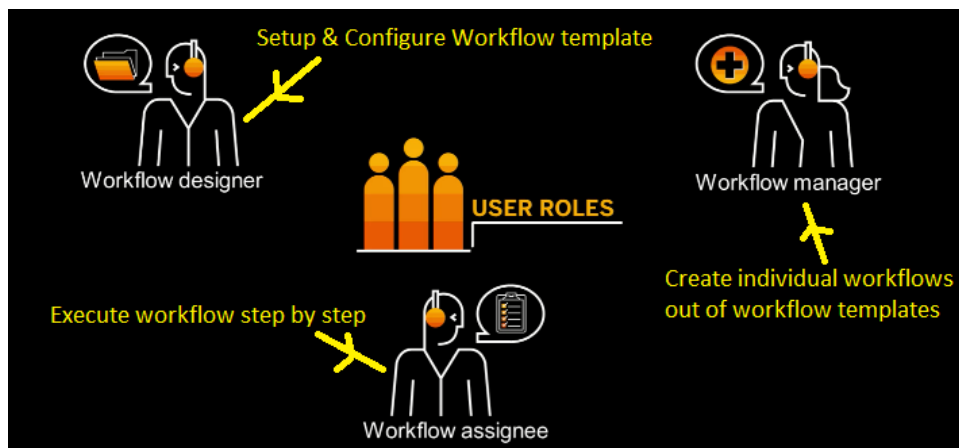 Setup & Configure Workflow template
Workflow designer
Workflow manager
USER ROLES
Create individual workflows
out of workflow templates
Execute workflow step by step
Workflow assignee